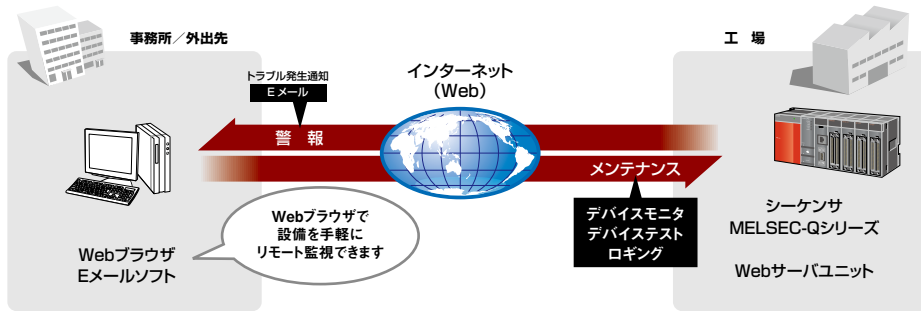 事務所／外出先
工 場
トラブル発生通知
Eメール
インターネット
（Web）
警 報
メンテナンス
デバイスモニタ
デバイステスト
ロギング
Webブラウザで
設備を手軽に
リモート監視できます
Webブラウザ
Eメールソフト
シーケンサ
MELSEC-Qシリーズ
Webサーバユニット